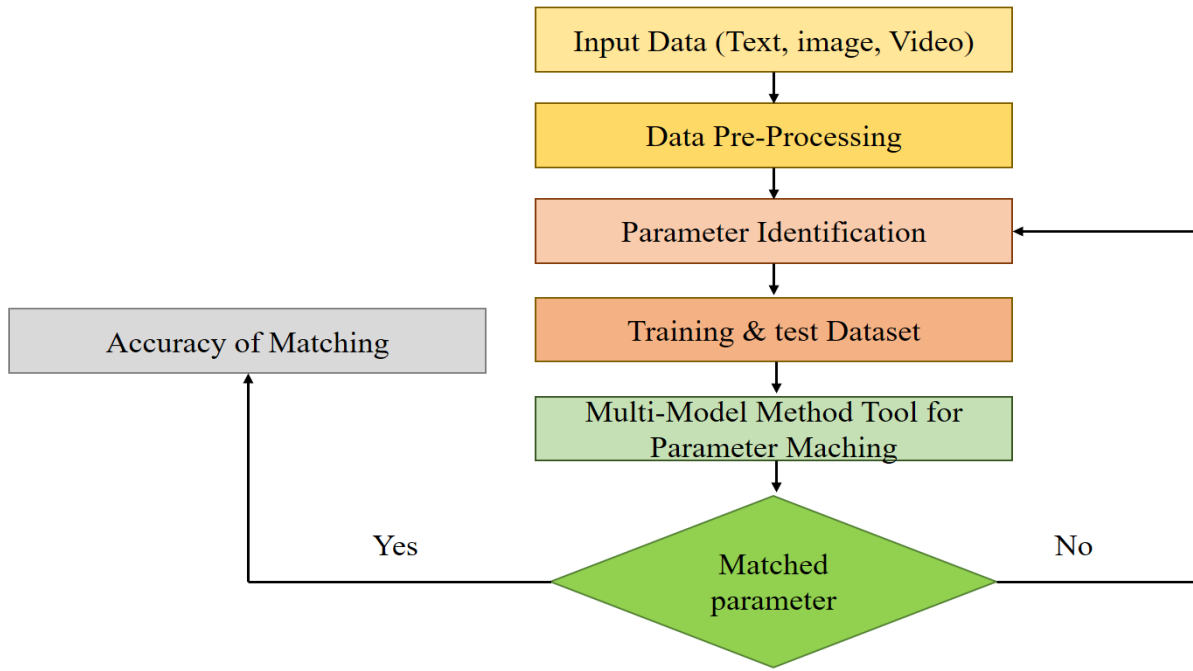 Input Data (Text, image, Video)
Data Pre-Processing
Parameter Identification
Training & test Dataset
Accuracy of Matching
Multi-Model Method Tool for
Parameter Maching
Yes
No
Matched
parameter